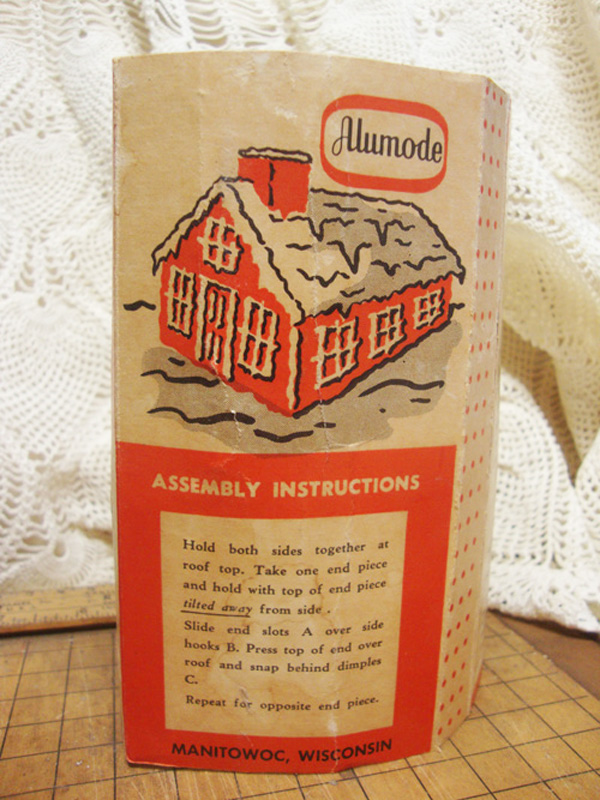 Alumode
ASSEMBLY INSTRUCTIONS
Hold both sides together at
roof top. Take one end piece
and hold with top of end piece
tilted away from side .
Slide end slots A over side
hooks B. Press top of end over
roof and snap behind dimples
C.
Repeat for opposite end piece.
MANITOWOC, WISCONSIN